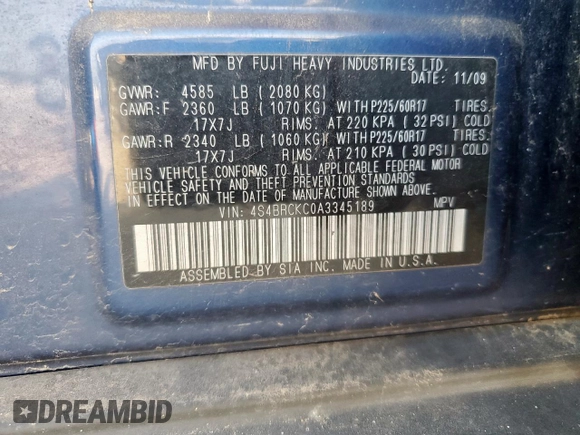 MFD BY FUJI HEAVY INDUSTRIES LTD.
DATE: 11/09
GVWR: 4585 LB ( 2080 KG)
GAWR:F 2360 LB ( 1070 KG) WITH P225/60R17 TIRES.
17X7J RIMS. AT 220 KPA ( 32 PSI) COLD
GAWR:R 2340 LB ( 1060 KG) WITH P225/60R17 TIRES.
17X7J RIMS. AT 210 KPA ( 30 PSI) COLD
THIS VEHICLE CONFORMS TO ALL APPLICABLE FEDERAL MOTOR
VEHICLE SAFETY AND THEFT PREVENTION STANDARDS
IN EFFECT ON THE DATE OF MANUFACTURE SHOWN ABOVE.
VIN: 4S4BRCKC0A3345189 MPV
ASSEMBLED BY SIA INC. MADE IN U.S.A.
DREAMBID